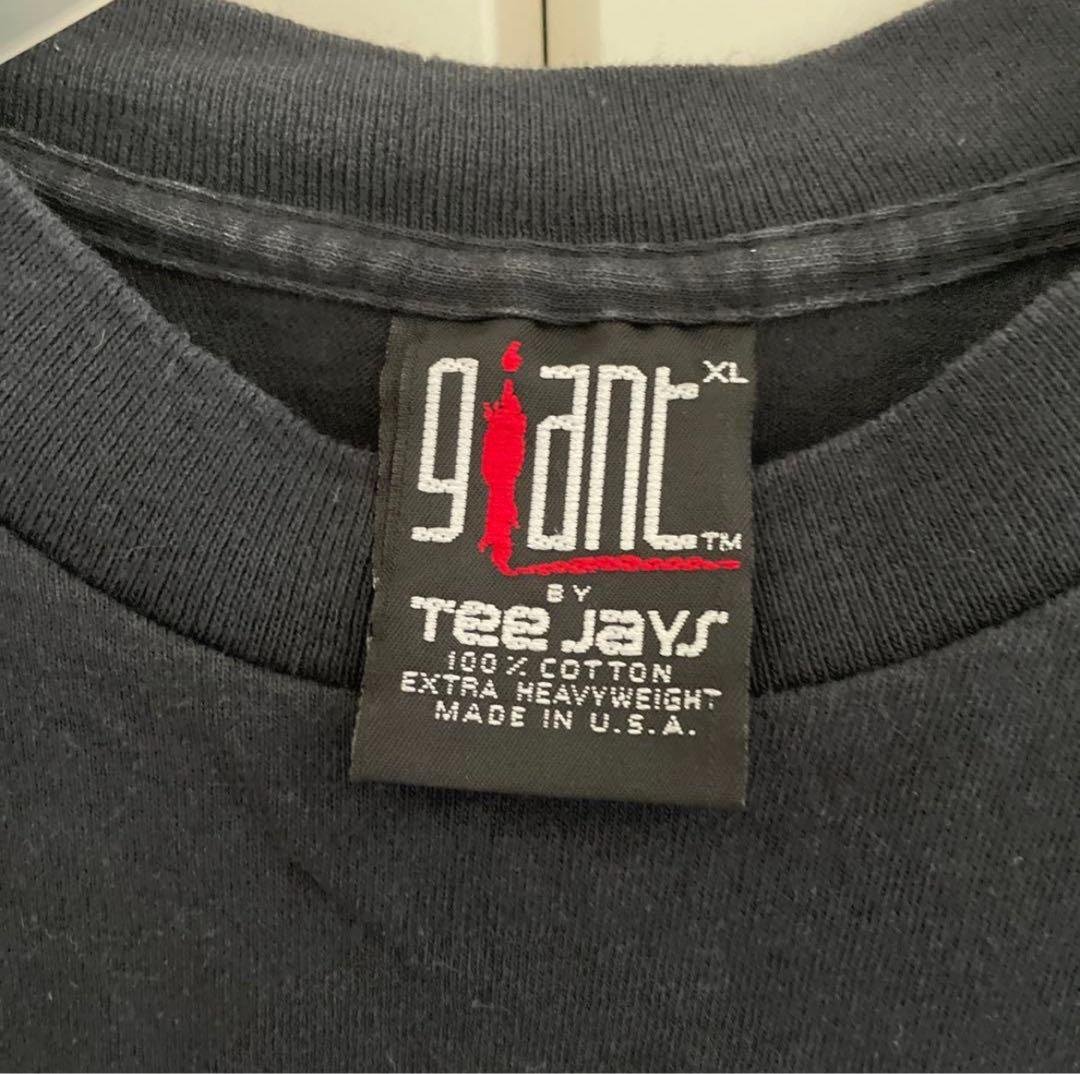 giant XL
TM
BY
Tee Jays
100% COTTON
EXTRA HEAVYWEIGHT
MADE IN U.S.A.